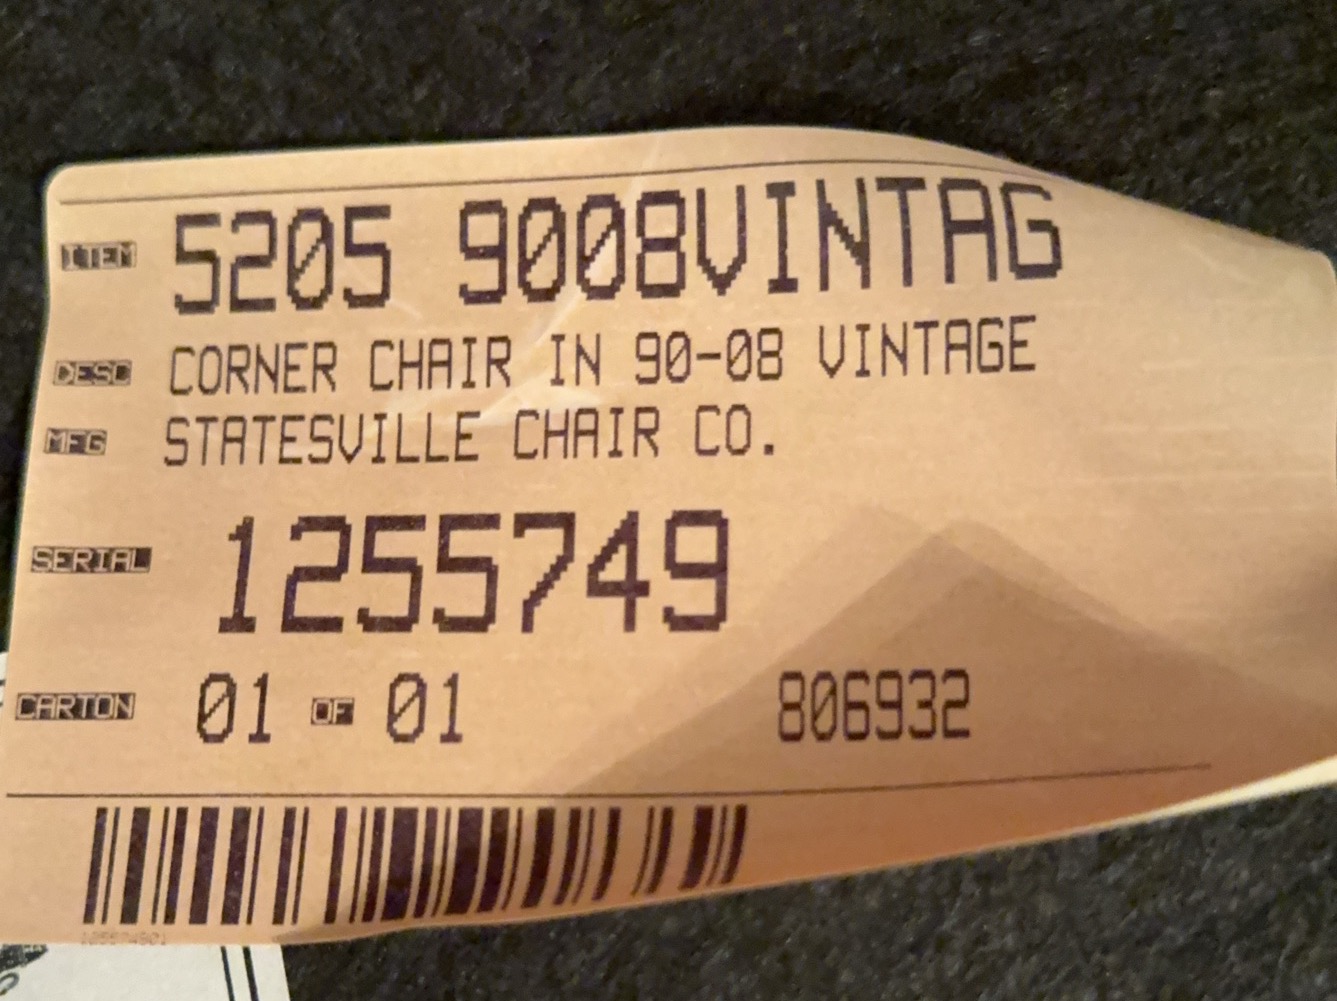 ITEM 5205 9008VINTAG
DESC CORNER CHAIR IN 90-08 VINTAGE
MFG STATESVILLE CHAIR CO.
SERIAL 1255749
CARTON 01 OF 01 806932